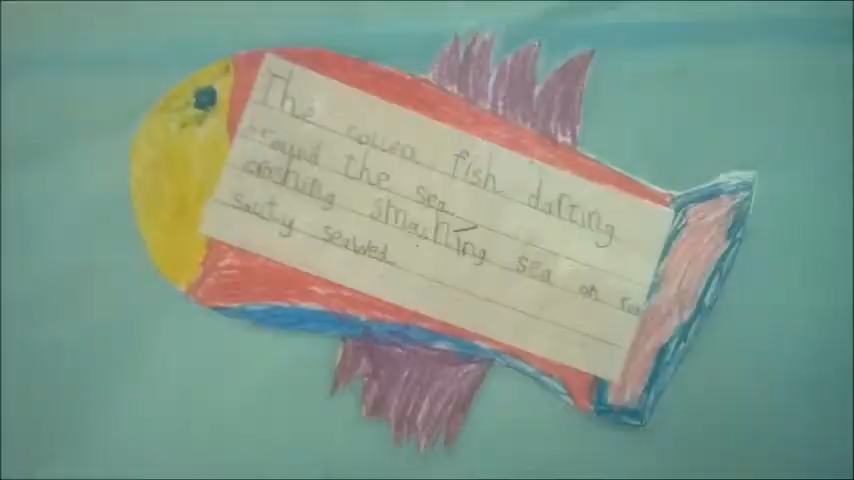 The fish darting
around the sea
crashing smashing sea on
salty seawed